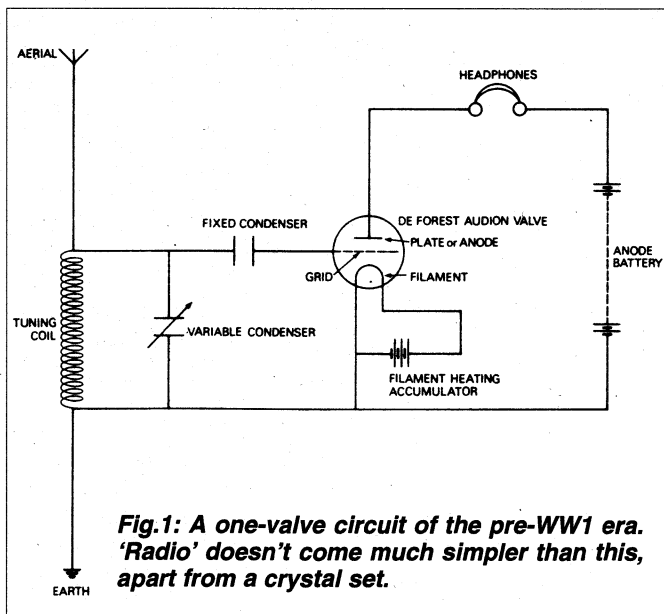 AERIAL
HEADPHONES
FIXED CONDENSER
DE FOREST AUDION VALVE
PLATE or ANODE
GRID
FILAMENT
ANODE
BATTERY
TUNING
COIL
VARIABLE CONDENSER
FILAMENT HEATING
ACCUMULATOR
Fig.1: A one-valve circuit of the pre-WW1 era.
'Radio' doesn't come much simpler than this,
apart from a crystal set.
EARTH